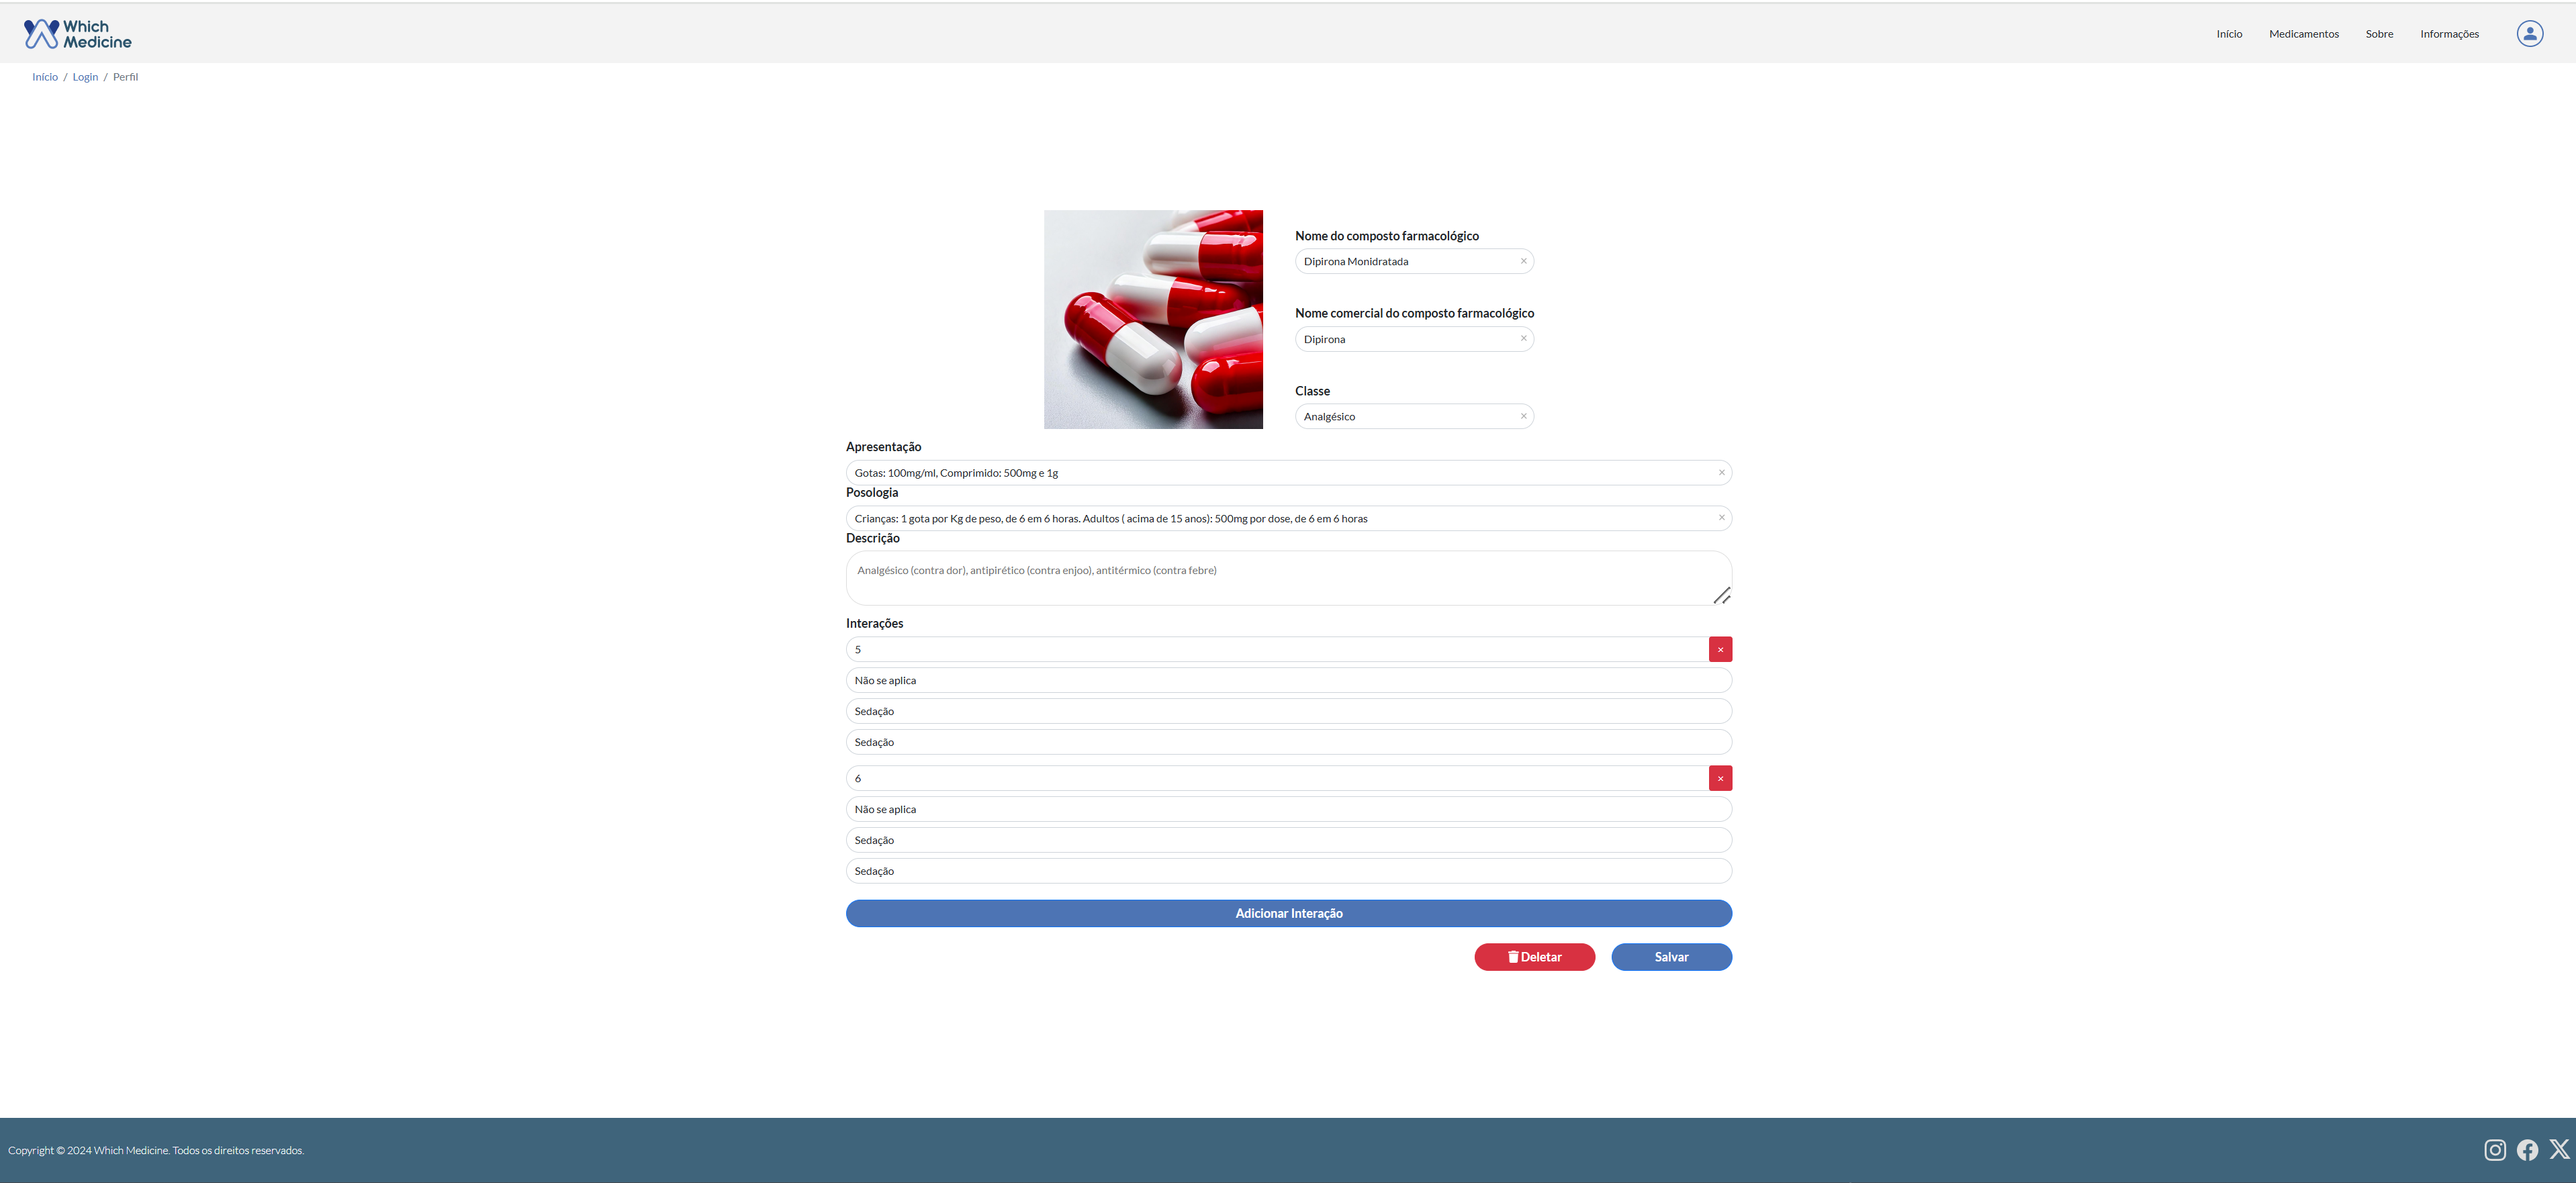 Which
Medicine
Início
Medicamentos
Sobre
Informações
Início / Login / Perfil
Nome do composto farmacológico
Dipirona Monidratada
Nome comercial do composto farmacológico
Dipirona
Classe
Analgésico
Apresentação
Gotas: 100mg/ml, Comprimido: 500mg e 1g
Posologia
Crianças: 1 gota por Kg de peso, de 6 em 6 horas. Adultos ( acima de 15 anos): 500mg por dose, de 6 em 6 horas
Descrição
Analgésico (contra dor), antipirético (contra enjoo), antitérmico (contra febre)
Interações
5
Não se aplica
Sedação
Sedação
6
Não se aplica
Sedação
Sedação
Adicionar Interação
Deletar
Salvar
Copyright © 2024 Which Medicine. Todos os direitos reservados.